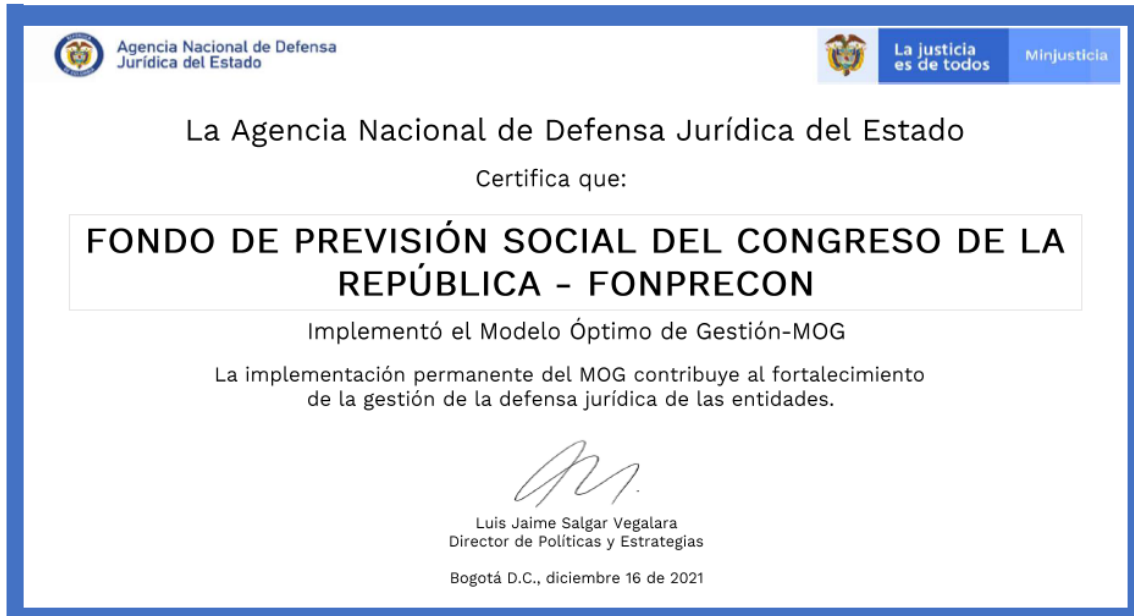 Agencia Nacional de Defensa
Jurídica del Estado
La justicia
es de todos
Minjusticia
La Agencia Nacional de Defensa Jurídica del Estado
Certifica que:
FONDO DE PREVISIÓN SOCIAL DEL CONGRESO DE LA
REPÚBLICA - FONPRECON
Implementó el Modelo Óptimo de Gestión-MOG
La implementación permanente del MOG contribuye al fortalecimiento
de la gestión de la defensa jurídica de las entidades.
Luis Jaime Salgar Vegalara
Director de Políticas y Estrategias
Bogotá D.C., diciembre 16 de 2021